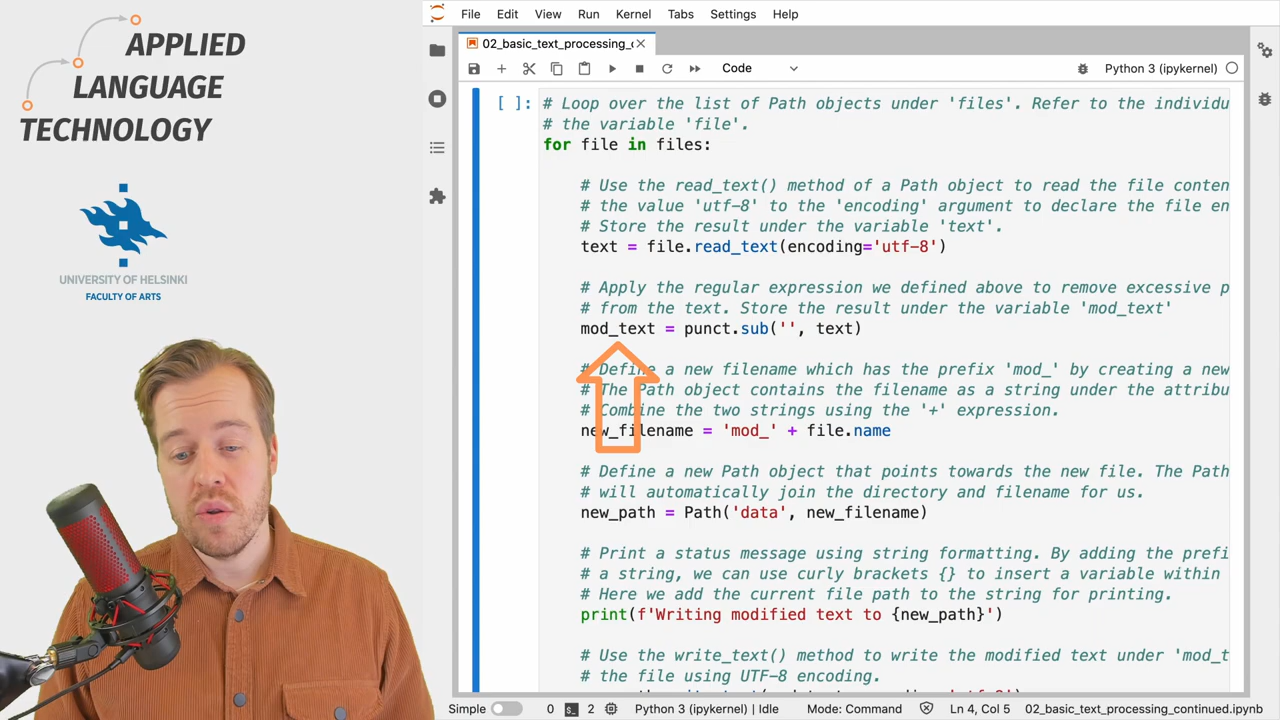 APPLIED
LANGUAGE
TECHNOLOGY
UNIVERSITY OF HELSINKI
FACULTY OF ARTS
File Edit View Run Kernel Tabs Settings Help
02_basic_text_processing_
Code
Python 3 (ipykernel)
[ ]:
# Loop over the list of Path objects under 'files'. Refer to the individu
# the variable 'file'.
for file in files:
# Use the read_text() method of a Path object to read the file conten
# the value 'utf-8' to the 'encoding' argument to declare the file en
# Store the result under the variable 'text'.
text = file.read_text(encoding='utf-8')
# Apply the regular expression we defined above to remove excessive p
# from the text. Store the result under the variable 'mod_text'
mod_text = punct.sub('', text)
# Define a new filename which has the prefix 'mod_' by creating a new
# The Path object contains the filename as a string under the attribu
# Combine the two strings using the '+' expression.
new_filename = 'mod_' + file.name
# Define a new Path object that points towards the new file. The Path
# will automatically join the directory and filename for us.
new_path = Path('data', new_filename)
# Print a status message using string formatting. By adding the prefi
# a string, we can use curly brackets {} to insert a variable within
# Here we add the current file path to the string for printing.
print(f'Writing modified text to {new_path}')
# Use the write_text() method to write the modified text under 'mod_t
# the file using UTF-8 encoding.
Simple 0 2 Python 3 (ipykernel) | Idle Mode: Command Ln 4, Col 5 02_basic_text_processing_continued.ipynb